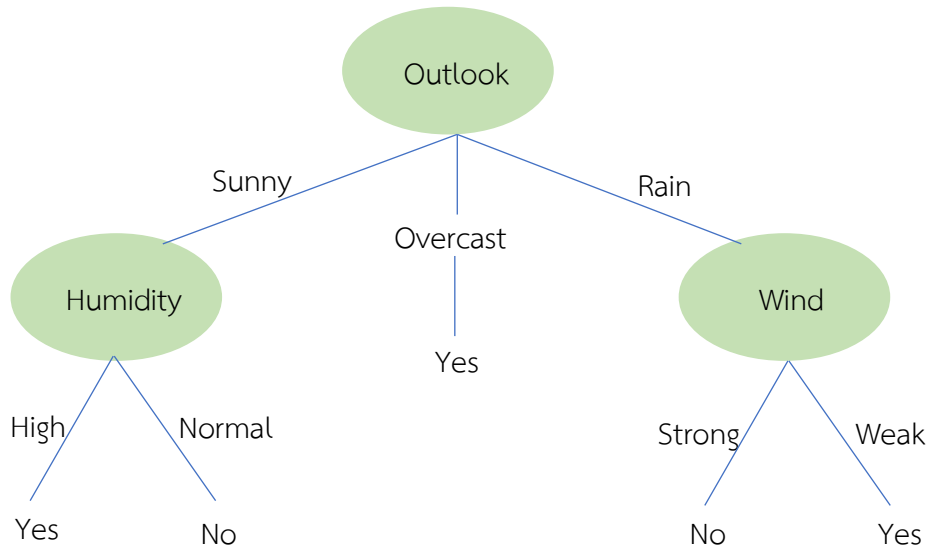 Outlook
Sunny
Rain
Overcast
Humidity
Wind
Yes
High
Normal
Strong
Weak
Yes
No
No
Yes